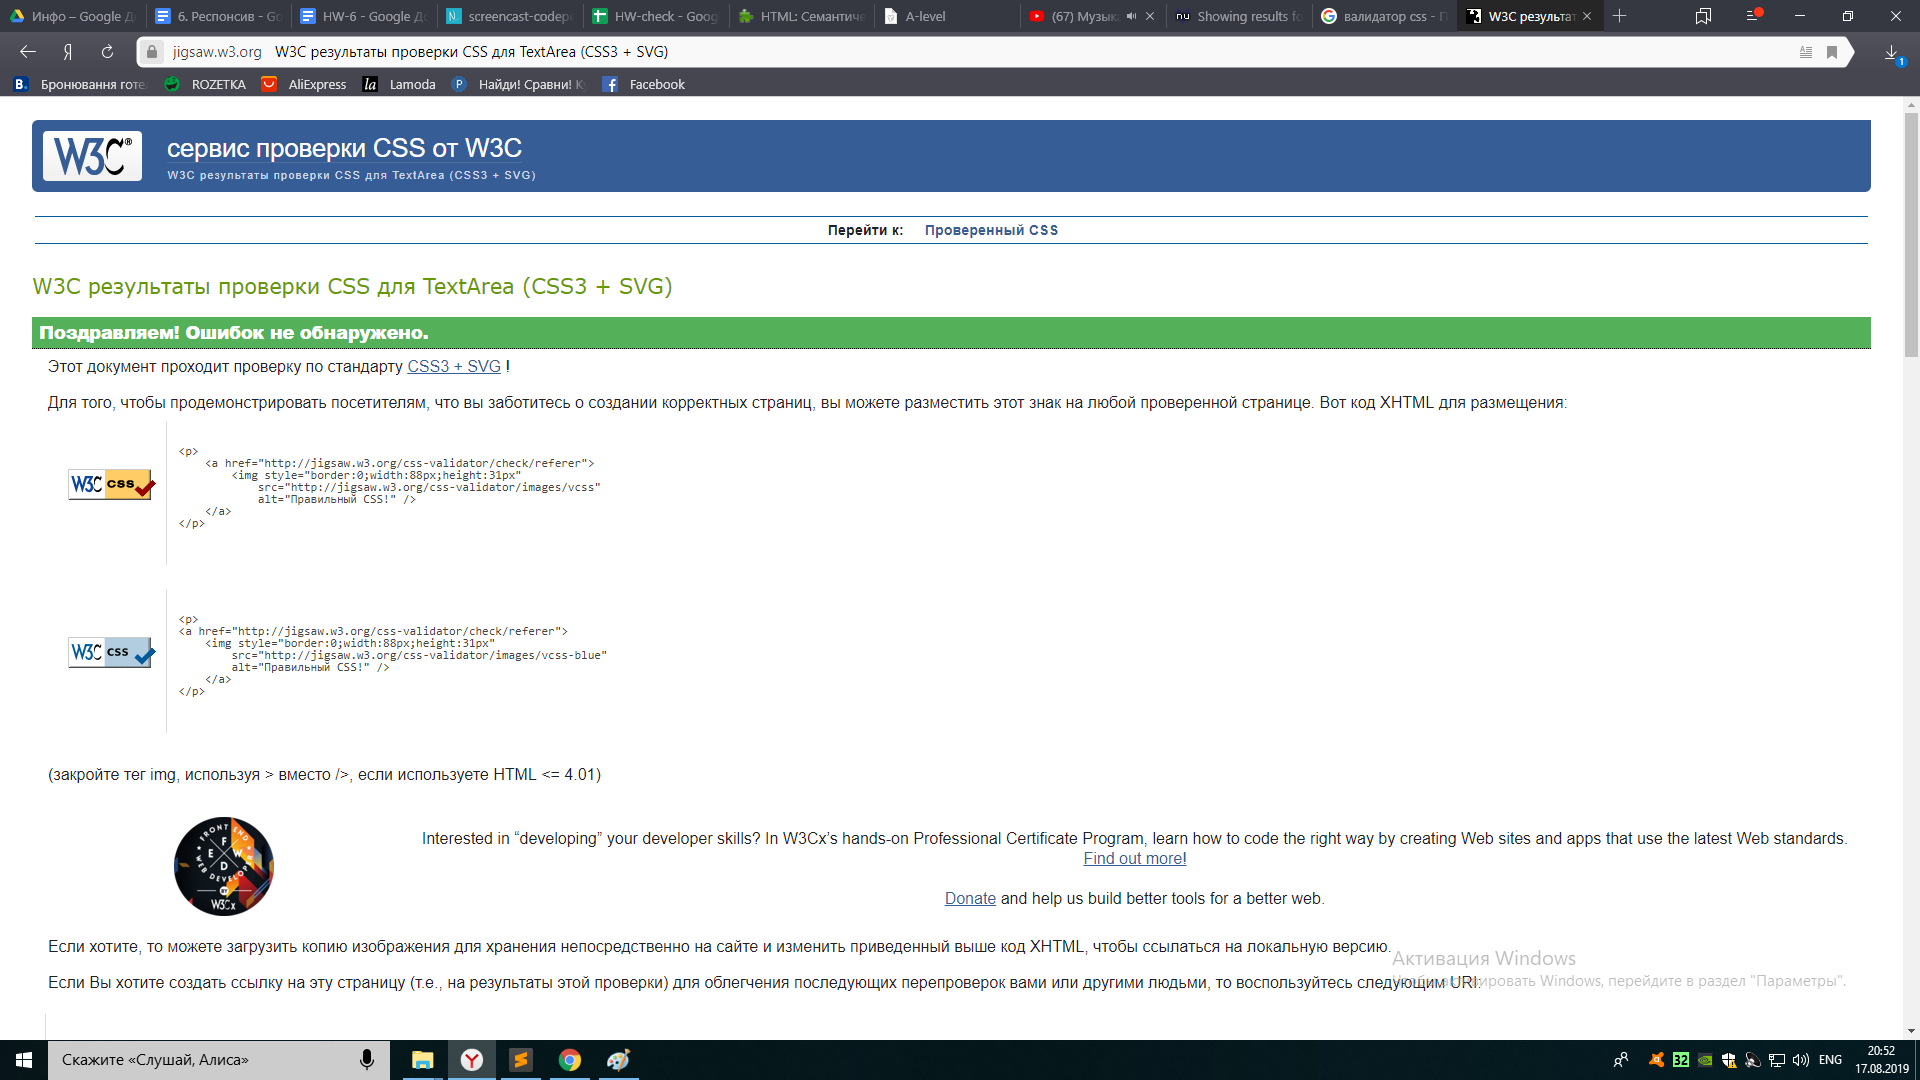 Инфо – Google Д
6. Респонсив - Go
HW-6 - Google До
screencast-codep
HW-check - Goog
HTML: Семантиче
A-level
(67) Музык
Showing results fo
валидатор css - П
W3C результат
Я
jigsaw.w3.org W3C результаты проверки CSS для TextArea (CSS3 + SVG)
1
B. Бронювання готе
ROZETKA
AliExpress
la Lamoda
P Найди! Сравни! К
Facebook
W3C® сервис проверки CSS от W3C
W3C результаты проверки CSS для TextArea (CSS3 + SVG)
Перейти к: Проверенный CSS
W3C результаты проверки CSS для TextArea (CSS3 + SVG)
Поздравляем! Ошибок не обнаружено.
Этот документ проходит проверку по стандарту CSS3 + SVG !
Для того, чтобы продемонстрировать посетителям, что вы заботитесь о создании корректных страниц, вы можете разместить этот знак на любой проверенной странице. Вот код XHTML для размещения:
W3C css
<p>
<a href="http://jigsaw.w3.org/css-validator/check/referer">
<img style="border:0;width:88px;height:31px"
src="http://jigsaw.w3.org/css-validator/images/vcss"
alt="Правильный CSS!" />
</a>
</p>
W3C css
<p>
<a href="http://jigsaw.w3.org/css-validator/check/referer">
<img style="border:0;width:88px;height:31px"
src="http://jigsaw.w3.org/css-validator/images/vcss-blue"
alt="Правильный CSS!" />
</a>
</p>
(закройте тег img, используя > вместо />, если используете HTML <= 4.01)
FRONT END
WEB DEVELOPER
F E W D
W3Cx
Interested in “developing” your developer skills? In W3Cx’s hands-on Professional Certificate Program, learn how to code the right way by creating Web sites and apps that use the latest Web standards.
Find out more!
Donate and help us build better tools for a better web.
Если хотите, то можете загрузить копию изображения для хранения непосредственно на сайте и изменить приведенный выше код XHTML, чтобы ссылаться на локальную версию.
Если Вы хотите создать ссылку на эту страницу (т.е., на результаты этой проверки) для облегчения последующих перепроверок вами или другими людьми, то воспользуйтесь следующим URI:
Активация Windows
Windows, перейдите в раздел "Параметры".
Скажите «Слушай, Алиса»
32
ENG
20:52
17.08.2019